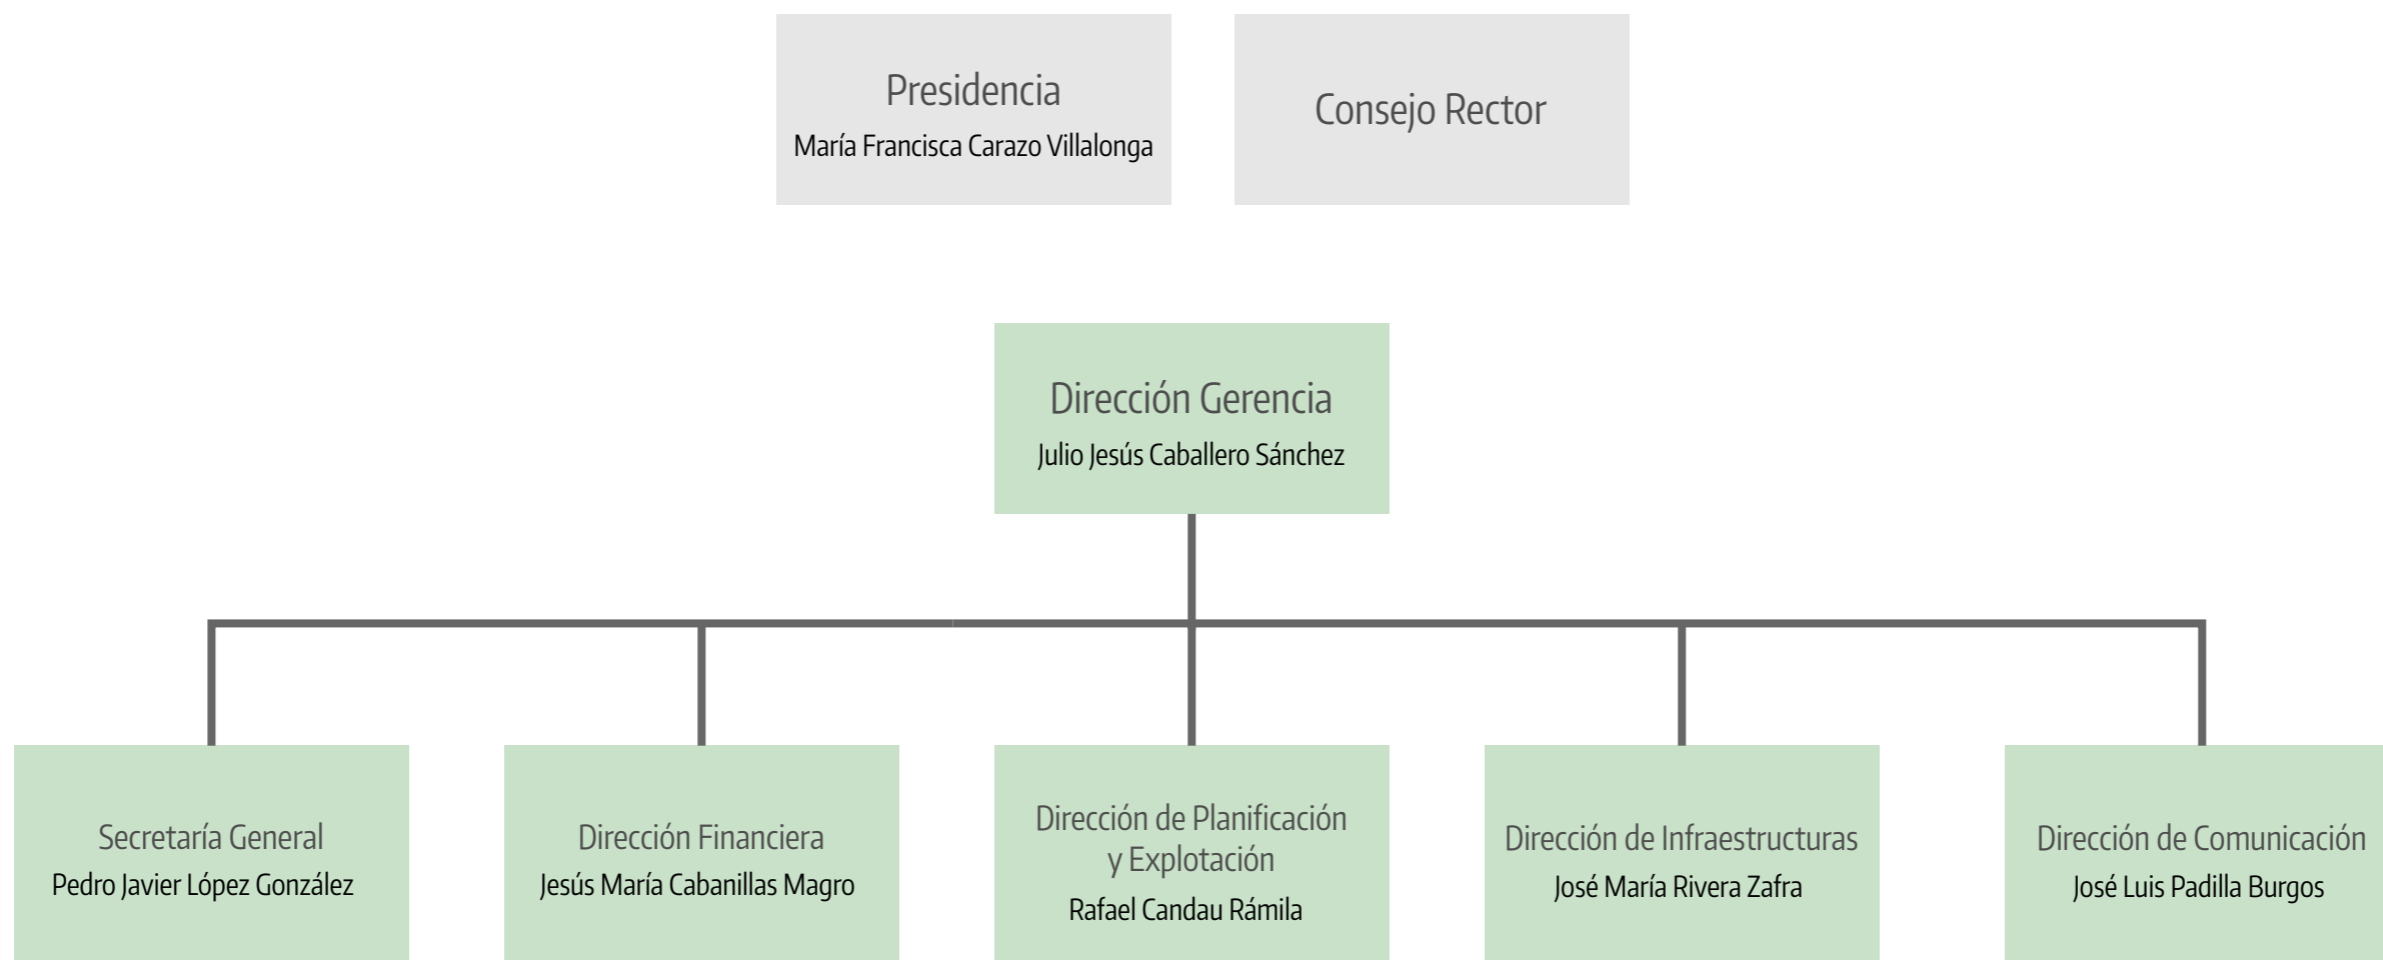 Presidencia
María Francisca Carazo Villalonga
Consejo Rector
Dirección Gerencia
Julio Jesús Caballero Sánchez
Secretaría General
Pedro Javier López González
Dirección Financiera
Jesús María Cabanillas Magro
Dirección de Planificación
y Explotación
Rafael Candau Rámila
Dirección de Infraestructuras
José María Rivera Zafra
Dirección de Comunicación
José Luis Padilla Burgos